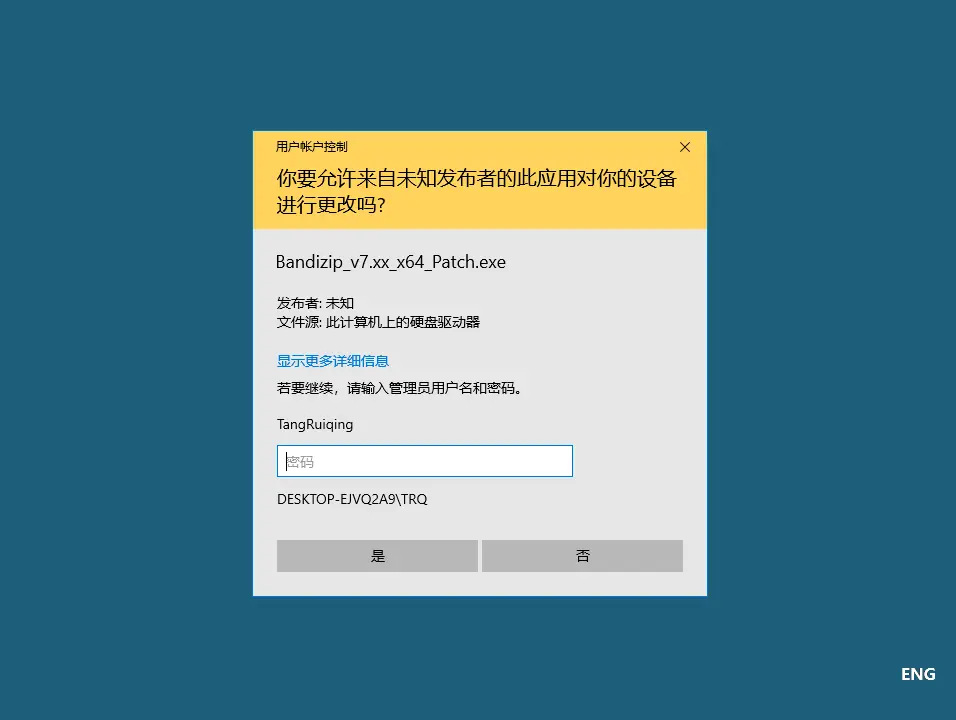 用户帐户控制
你要允许来自未知发布者的此应用对你的设备
进行更改吗?
Bandizip_v7.xx_x64_Patch.exe
发布者: 未知
文件源: 此计算机上的硬盘驱动器
显示更多详细信息
若要继续，请输入管理员用户名和密码。
TangRuiqing
密码
DESKTOP-EJVQ2A9\TRQ
是 否
ENG